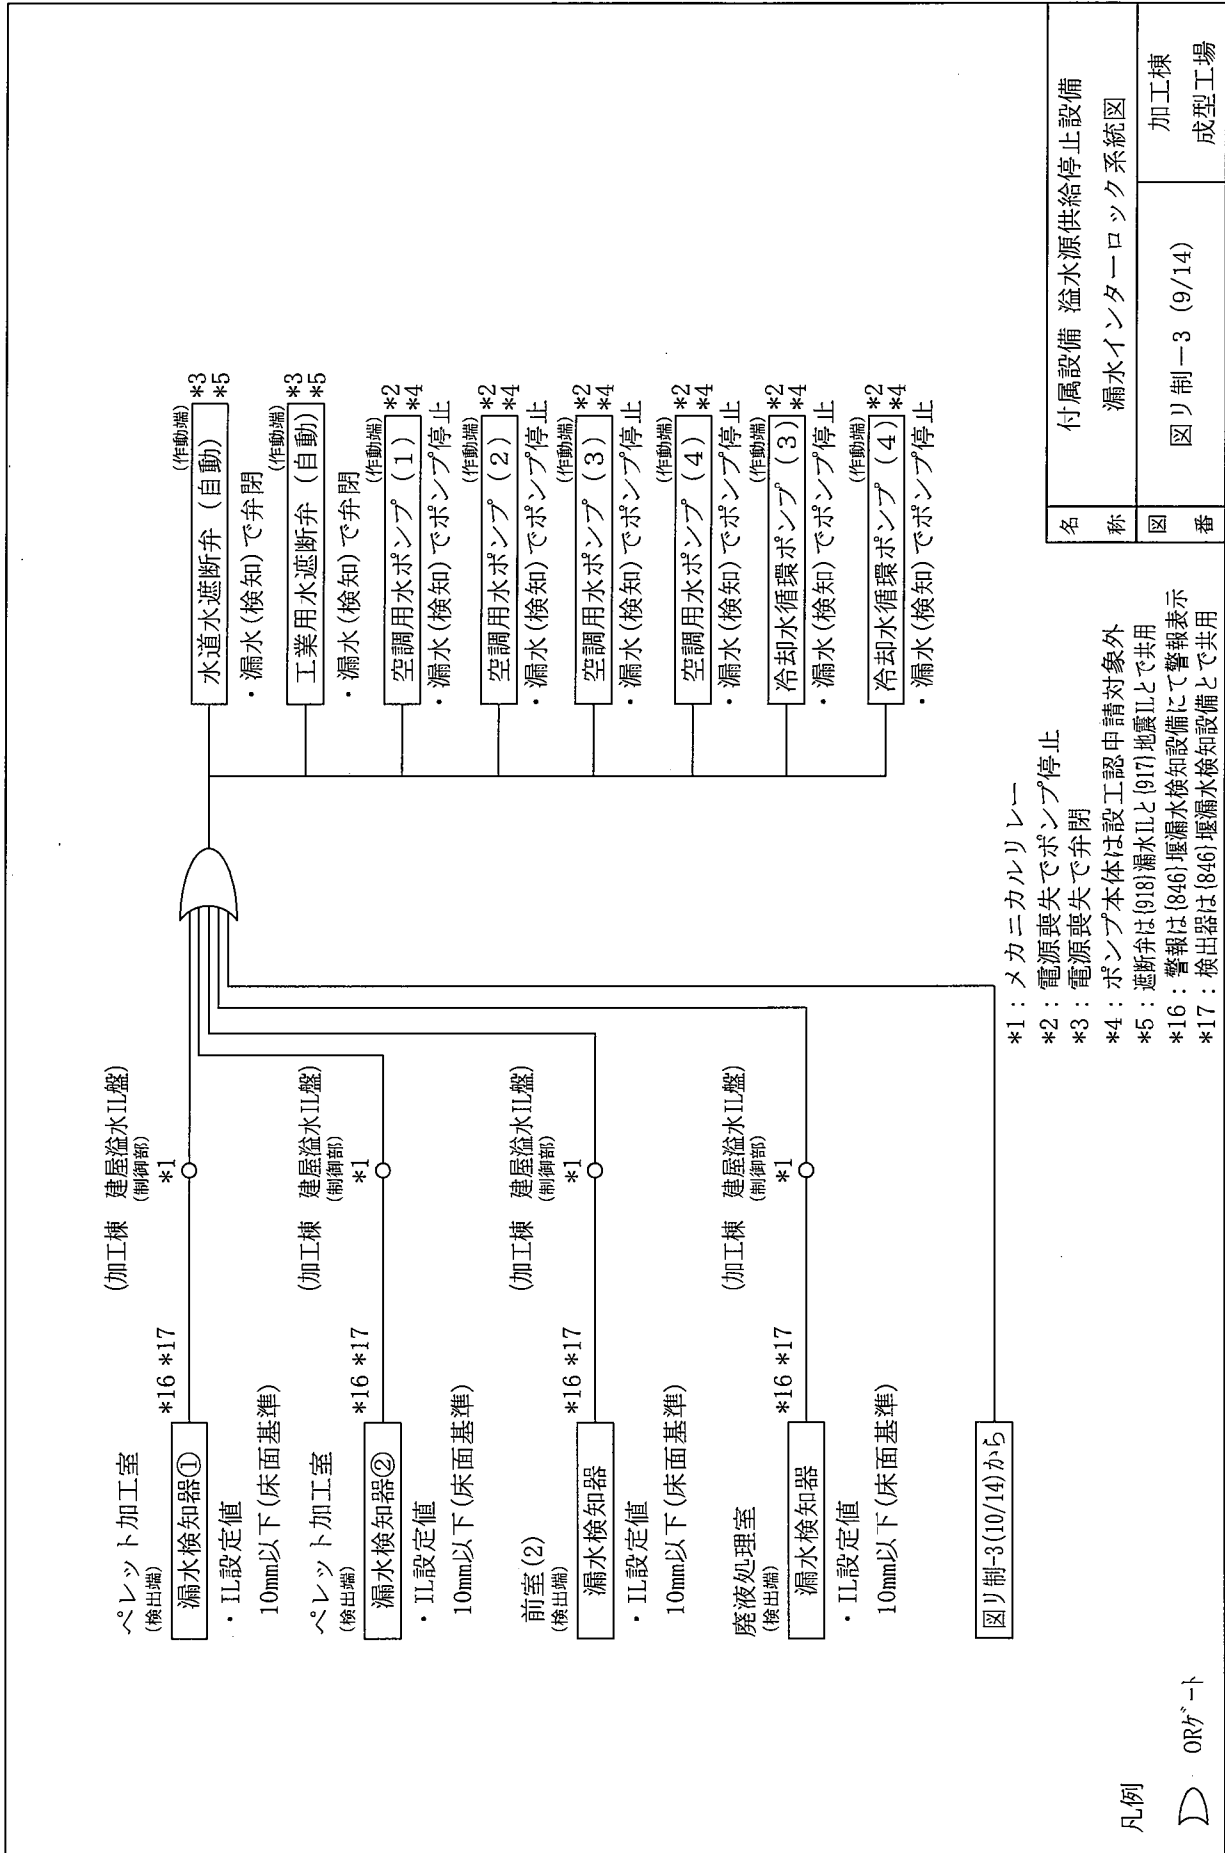 ペレット加工室
(検出端)
漏水検知器①
*16 *17
・IL設定値
10mm以下(床面基準)
(加工棟 建屋溢水IL盤)
(制御部)
*1
ペレット加工室
(検出端)
漏水検知器②
*16 *17
・IL設定値
10mm以下(床面基準)
(加工棟 建屋溢水IL盤)
(制御部)
*1
前室(2)
(検出端)
漏水検知器
*16 *17
・IL設定値
10mm以下(床面基準)
(加工棟 建屋溢水IL盤)
(制御部)
*1
廃液処理室
(検出端)
漏水検知器
*16 *17
・IL設定値
10mm以下(床面基準)
(加工棟 建屋溢水IL盤)
(制御部)
*1
図リ制-3(10/14)から
(作動端)
水道水遮断弁(自動)
*3
*5
・漏水(検知)で弁閉
(作動端)
工業用水遮断弁(自動)
*3
*5
・漏水(検知)で弁閉
(作動端)
空調用水ポンプ(1)
*2
*4
・漏水(検知)でポンプ停止
(作動端)
空調用水ポンプ(2)
*2
*4
・漏水(検知)でポンプ停止
(作動端)
空調用水ポンプ(3)
*2
*4
・漏水(検知)でポンプ停止
(作動端)
空調用水ポンプ(4)
*2
*4
・漏水(検知)でポンプ停止
(作動端)
冷却水循環ポンプ(3)
*2
*4
・漏水(検知)でポンプ停止
(作動端)
冷却水循環ポンプ(4)
*2
*4
・漏水(検知)でポンプ停止
*1:メカニカルリレー
*2:電源喪失でポンプ停止
*3:電源喪失で弁閉
*4:ポンプ本体は設工認申請対象外
*5:遮断弁は{918}漏水ILと{917}地震ILとで共用
*16:警報は{846}堰漏水検知設備にて警報表示
*17:検出器は{846}堰漏水検知設備とで共用
凡例
ORゲート
名称
付属設備 溢水源供給停止設備
漏水インターロック系統図
図番
図リ制-3 (9/14)
加工棟
成型工場